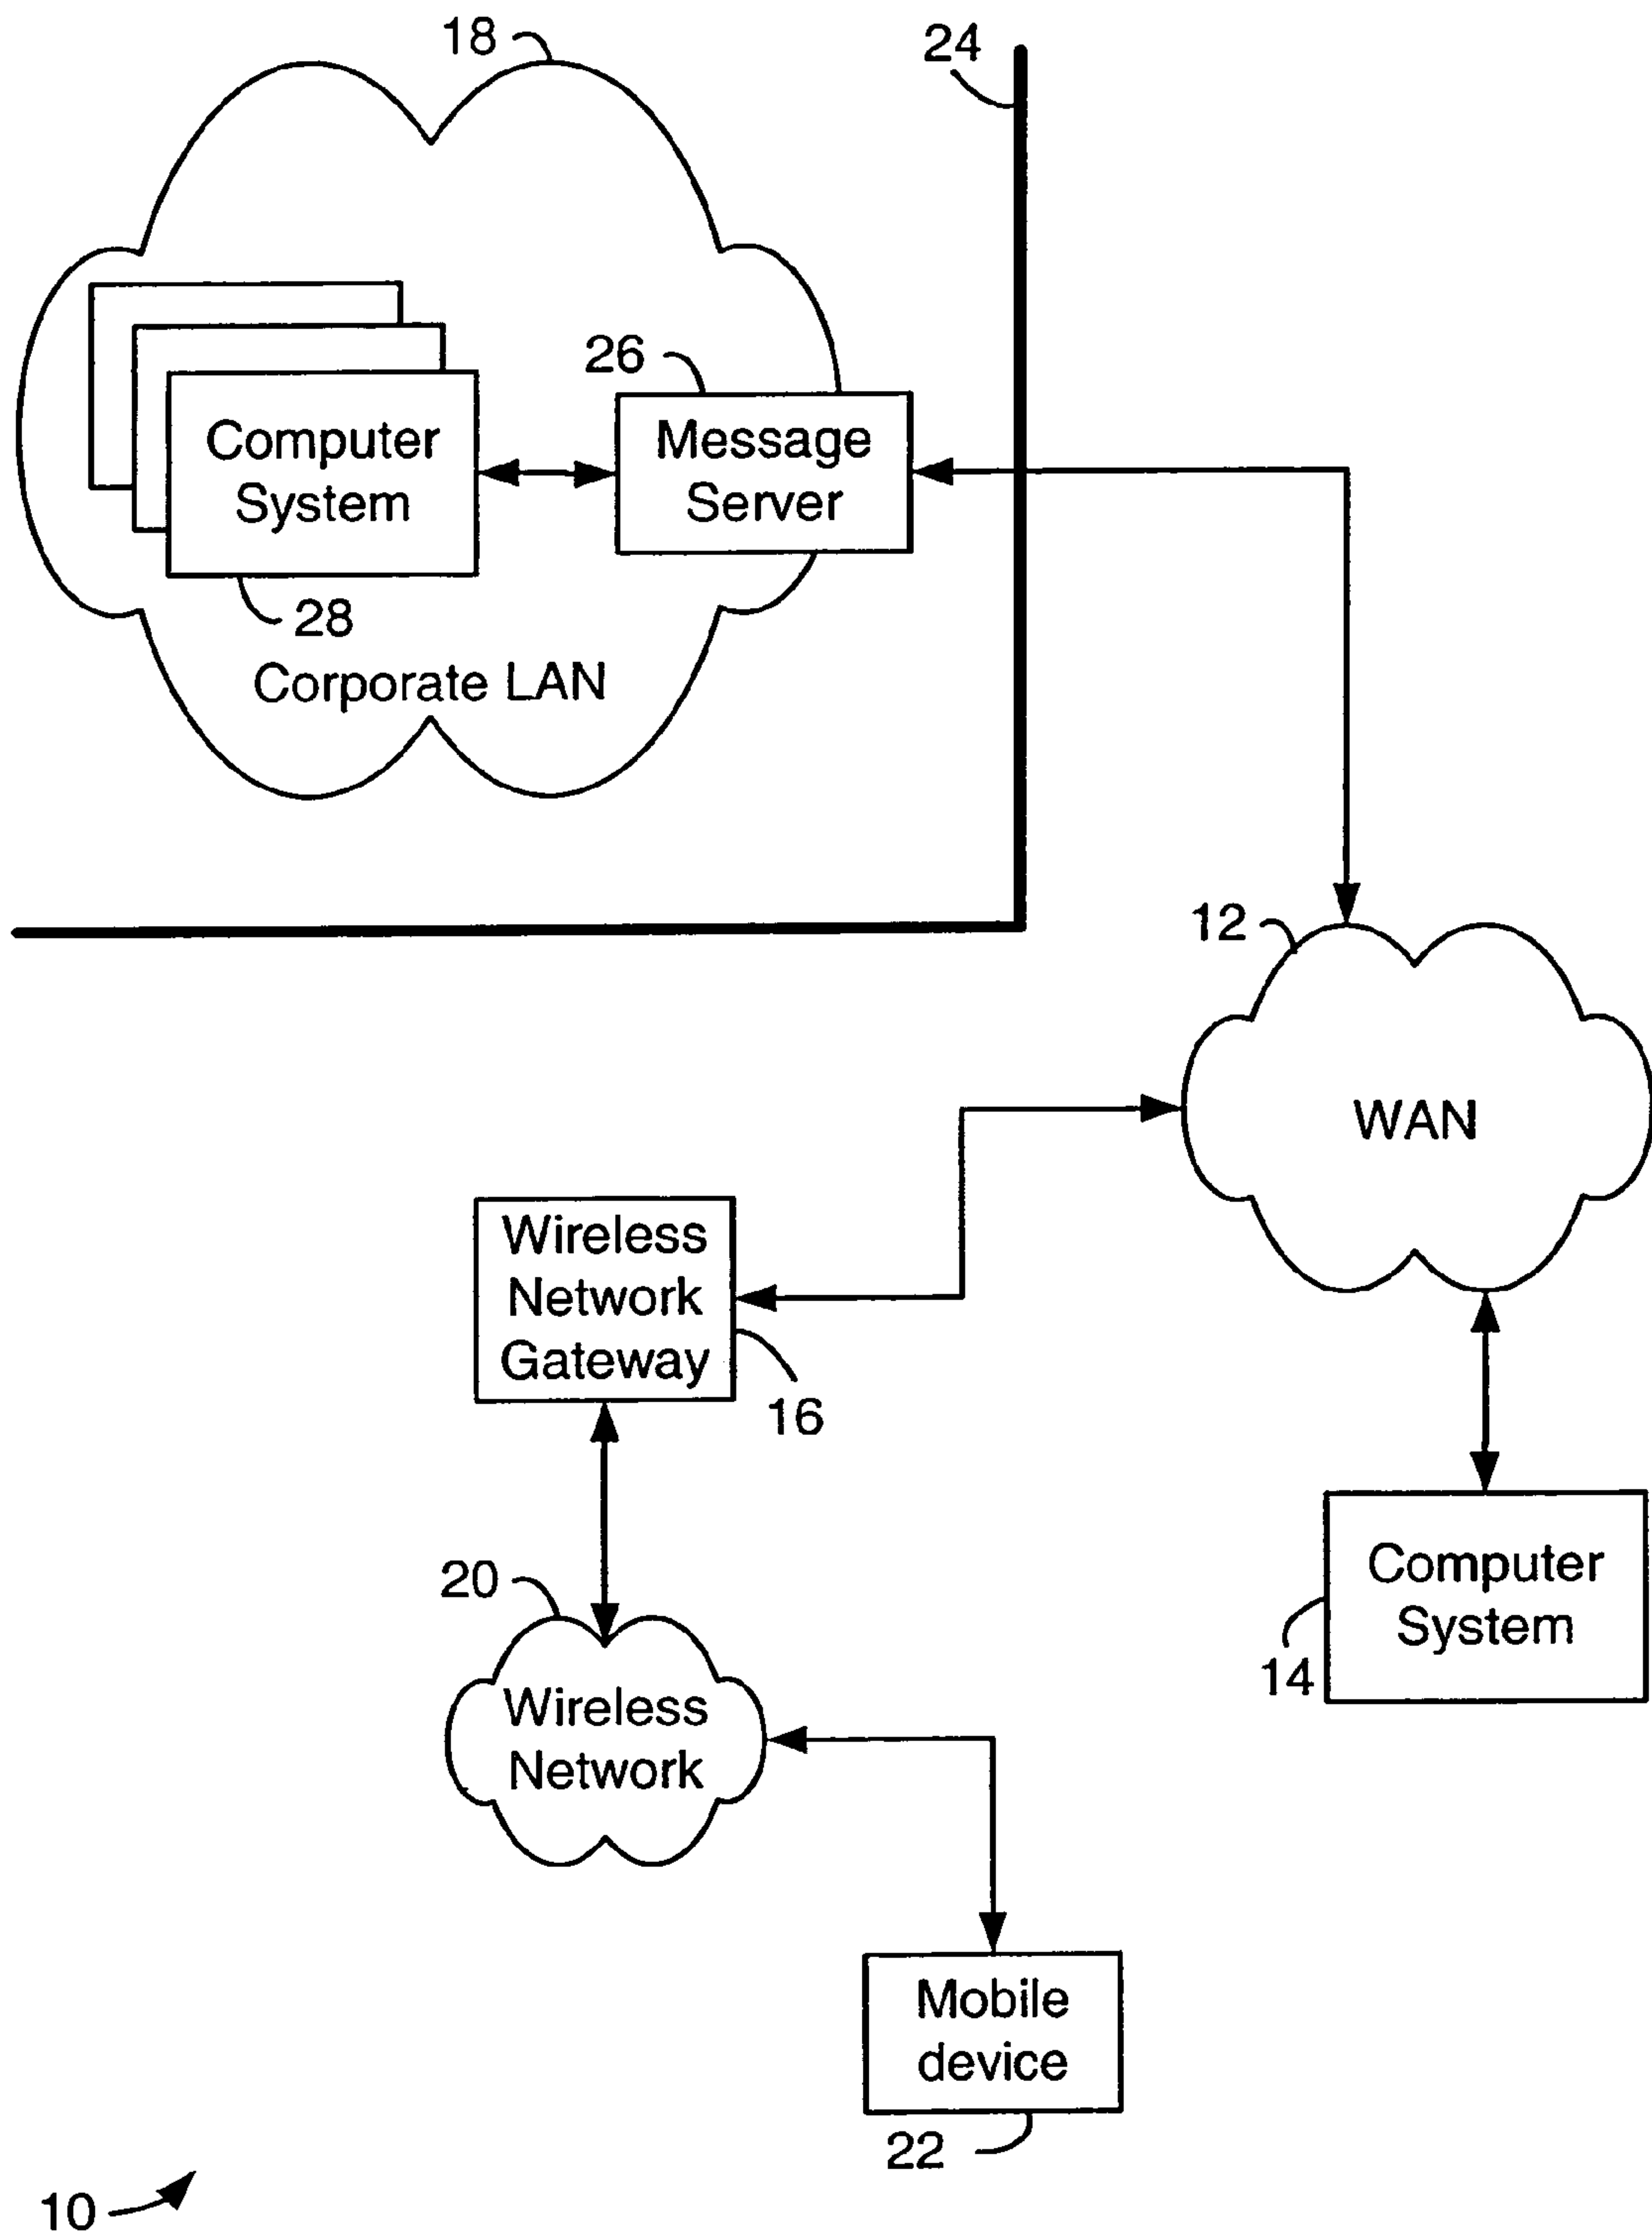 18
24
26
Computer
System
Message
Server
28
Corporate LAN
12
WAN
Wireless
Network
Gateway
16
20
Computer
System
14
Wireless
Network
Mobile
device
22
10